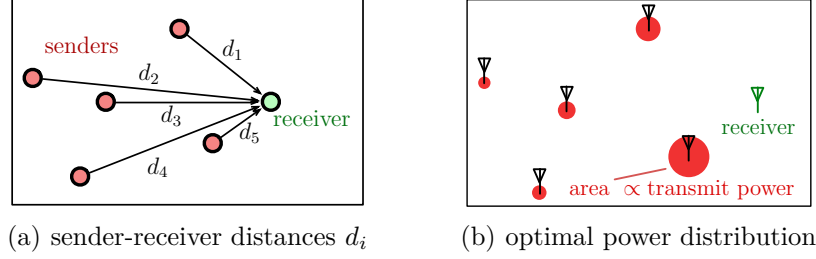 senders
d1
d2
d3
d5
receiver
d4
(a) sender-receiver distances di
receiver
area ∝ transmit power
(b) optimal power distribution